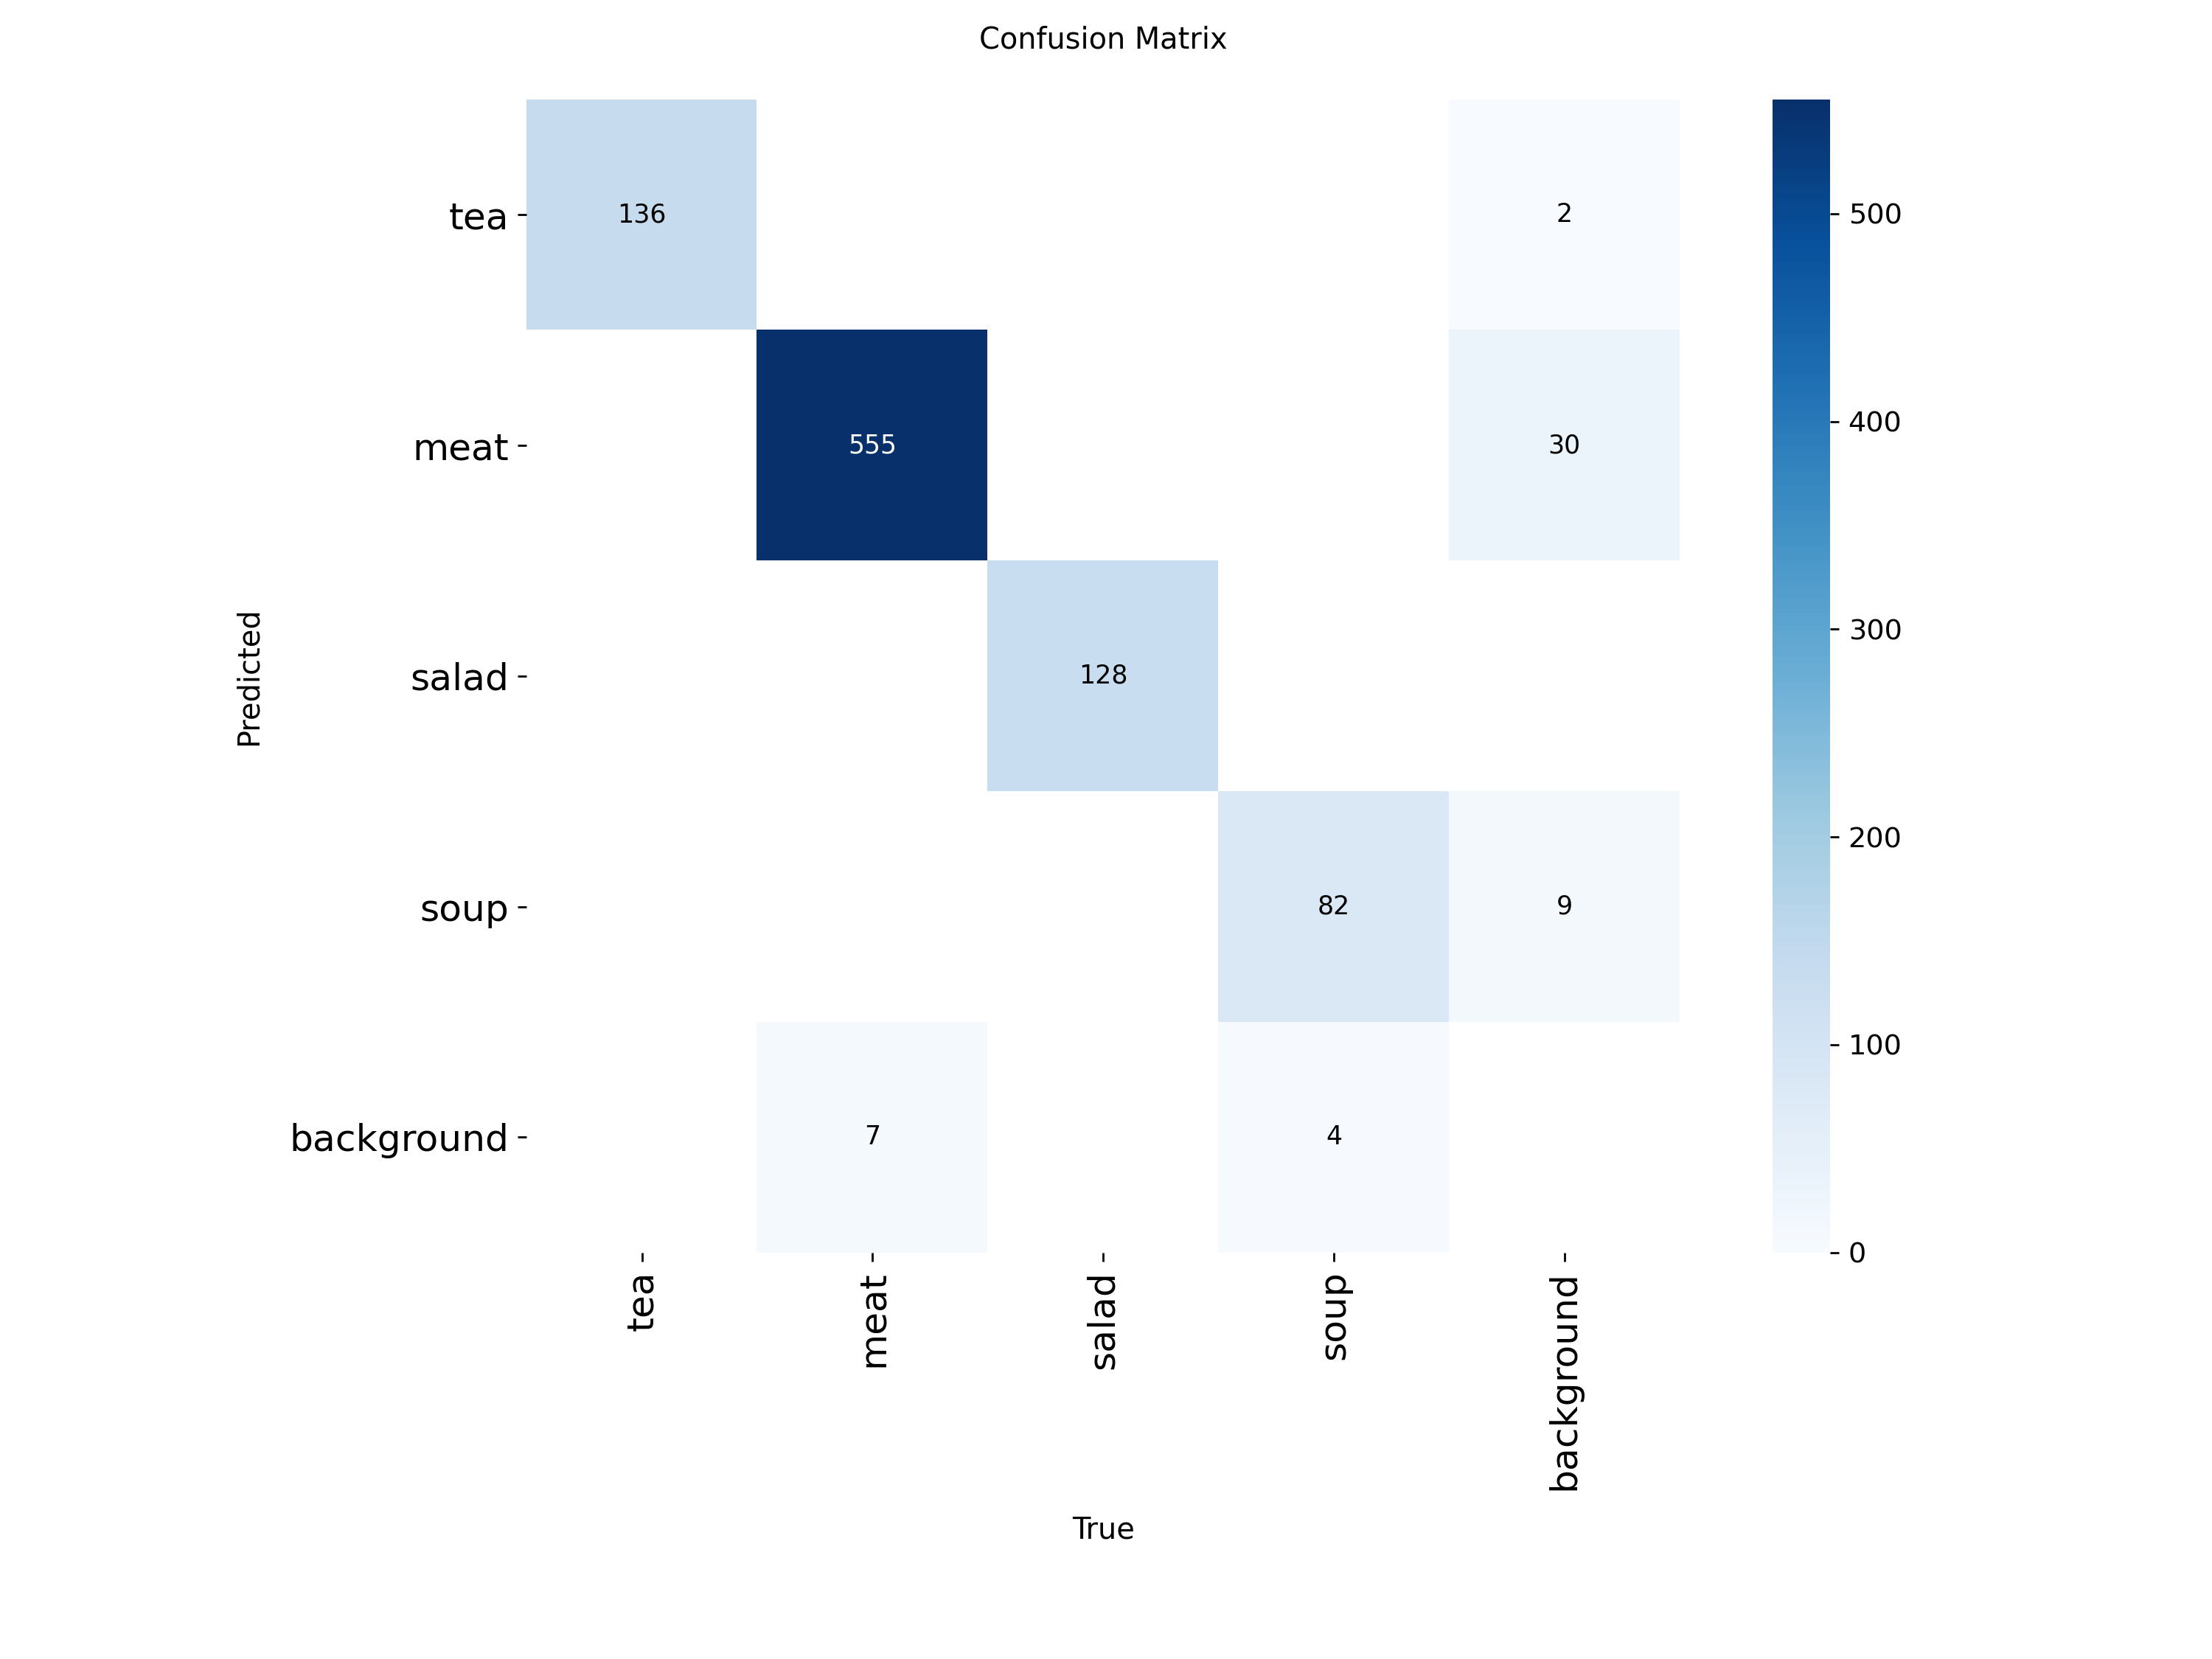 Confusion Matrix
tea
136
2
500
meat
555
30
400
300
salad
128
Predicted
200
soup
82
9
100
background
7
4
0
tea
meat
salad
soup
background
True